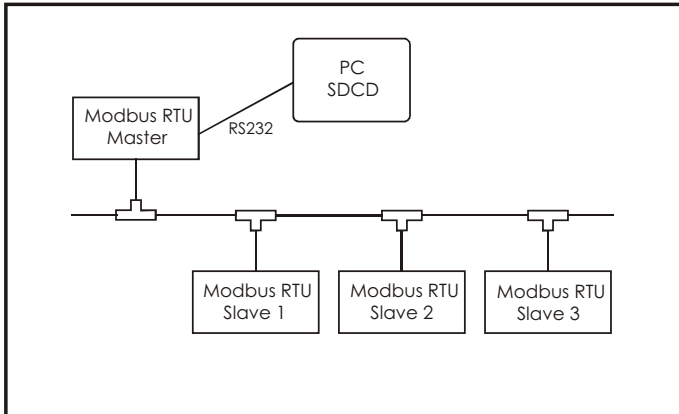 PC
SDCD
Modbus RTU
Master
RS232
Modbus RTU
Slave 1
Modbus RTU
Slave 2
Modbus RTU
Slave 3